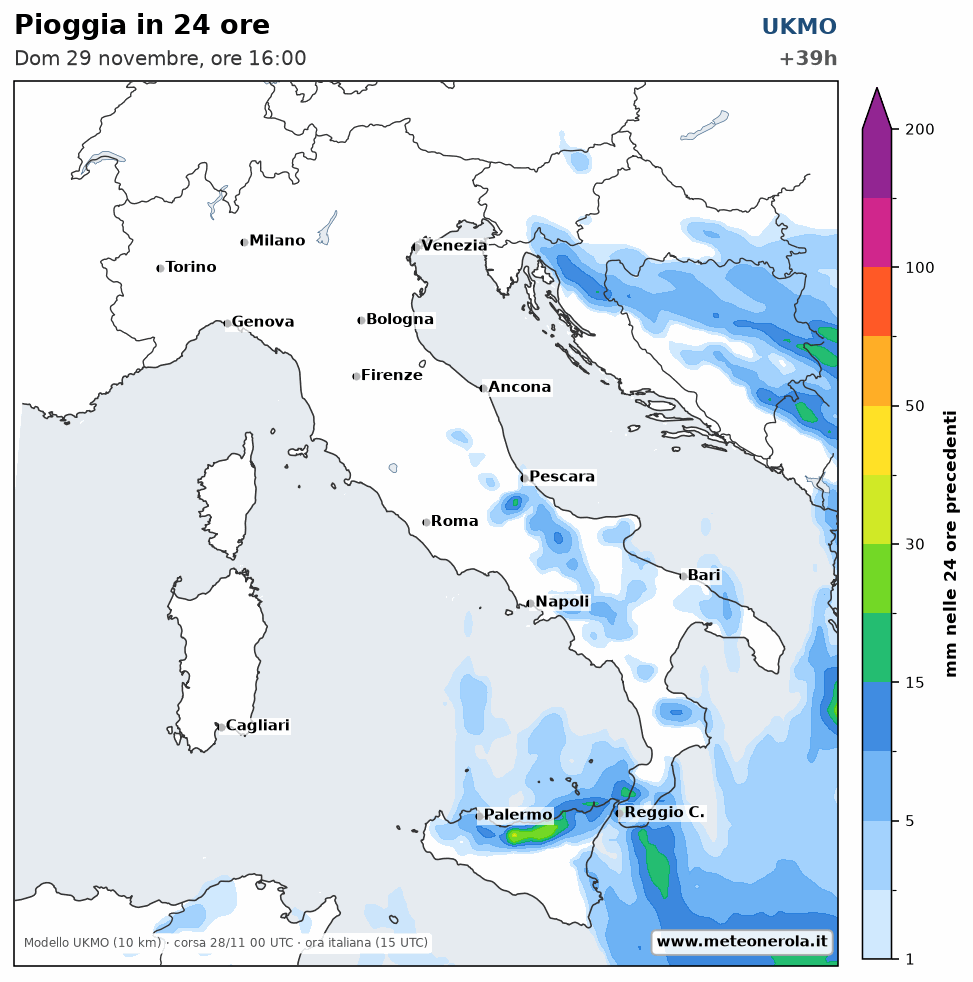 Pioggia in 24 ore
UKMO
Dom 29 novembre, ore 16:00
+39h
200
Milano
Venezia
Torino
100
Genova
Bologna
Firenze
Ancona
50
Pescara
Roma
30
Bari
Napoli
15
Cagliari
Palermo
Reggio C.
5
1
mm nelle 24 ore precedenti
Modello UKMO (10 km) · corsa 28/11 00 UTC · ora italiana (15 UTC)
www.meteonerola.it